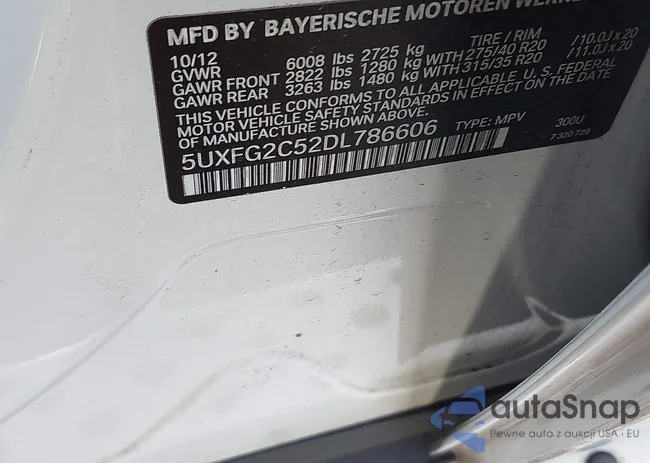 MFD BY BAYERISCHE MOTOREN
10/12 TIRE/RIM
GVWR 6008 lbs 2725 kg
GAWR FRONT 2822 lbs 1280 kg WITH 275/40 R20 /10.0J x 20
GAWR REAR 3263 lbs 1480 kg WITH 315/35 R20 /11.0J x 20
THIS VEHICLE CONFORMS TO ALL APPLICABLE U. S. FEDERAL
MOTOR VEHICLE SAFETY STANDARDS IN EFFECT ON THE DATE
OF MANUFACTURE SHOWN ABOVE.
5UXFG2C52DL786606 TYPE: MPV 300U
7 320 729
autaSnap
Pewne auta z aukcji USA i EU